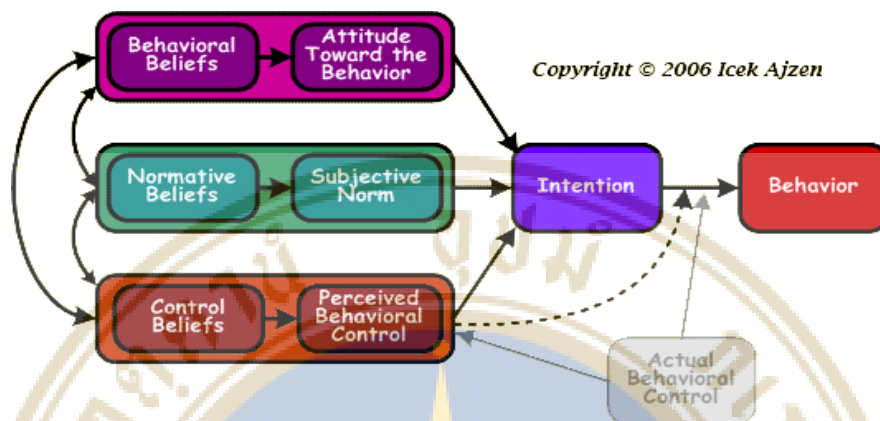 Behavioral
Beliefs
Attitude
Toward the
Behavior
Copyright © 2006 Icek Ajzen
Normative
Beliefs
Subjective
Norm
Intention
Behavior
Control
Beliefs
Perceived
Behavioral
Control
Actual
Behavioral
Control